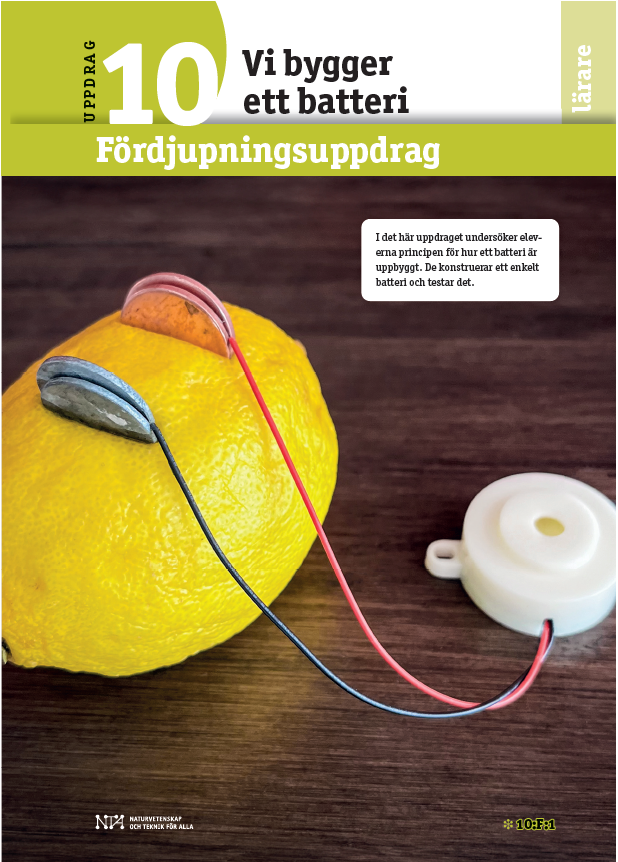 UPPDRAG
10
Vi bygger
ett batteri
lärare
Fördjupningsuppdrag
I det här uppdraget undersöker elev-
erna principen för hur ett batteri är
uppbyggt. De konstruerar ett enkelt
batteri och testar det.
NTA NATURVETENSKAP
OCH TEKNIK FÖR ALLA
✽ 10:F:1